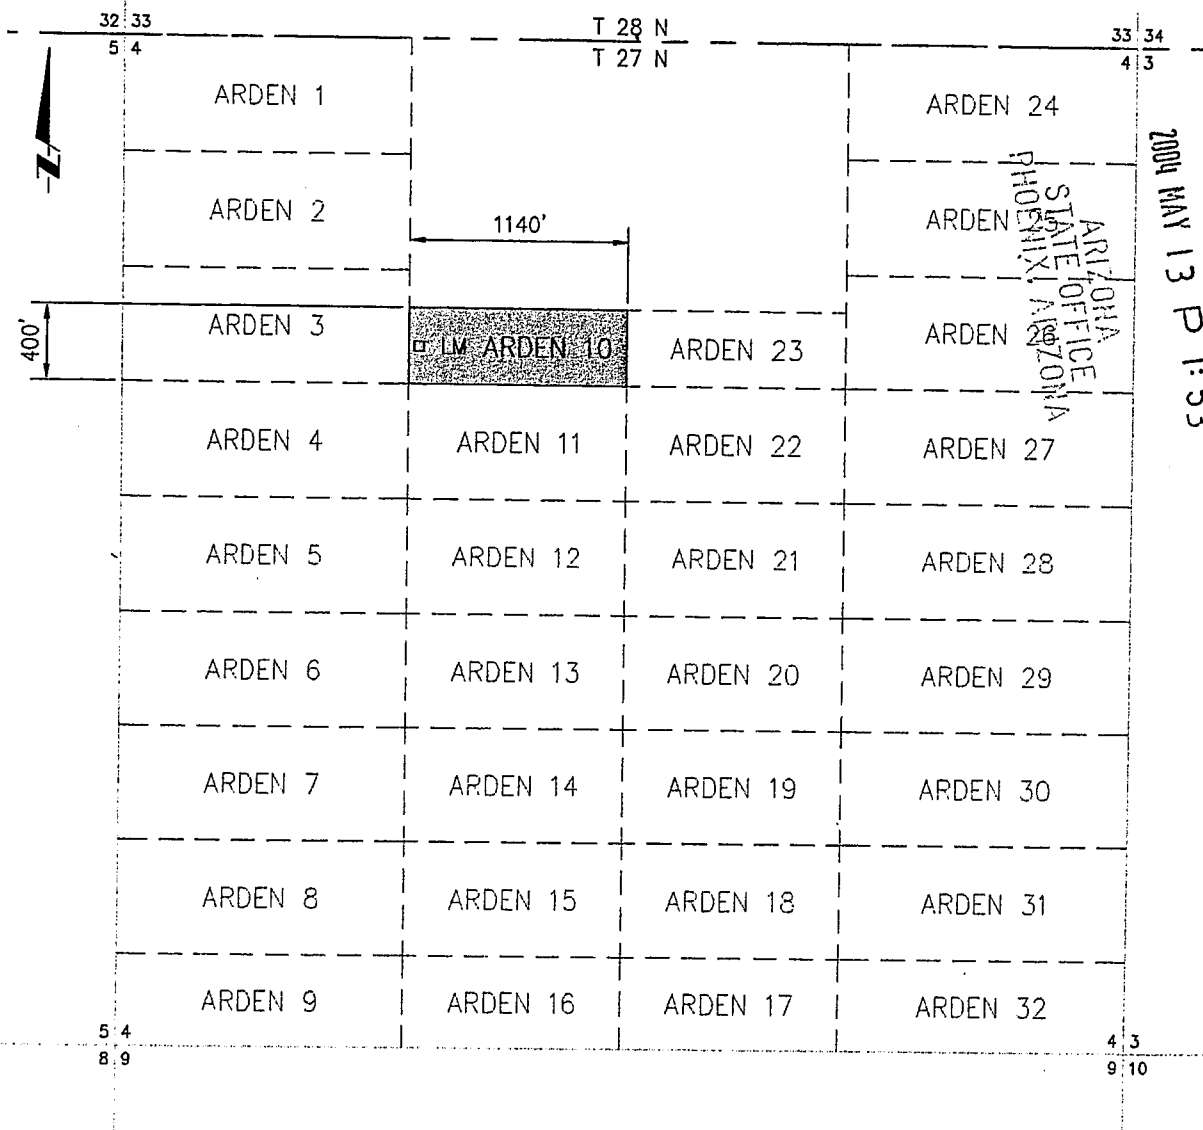 32 33
T 28 N
33 34
5 4
T 27 N
4 3
ARDEN 1
ARDEN 24
N
2004 MAY 13 P 1:53
ARIZONA
STATE OFFICE
PHOENIX, ARIZONA
ARDEN 2
ARDEN 25
1140'
400'
ARDEN 3
LM ARDEN 10
ARDEN 23
ARDEN 26
ARDEN 4
ARDEN 11
ARDEN 22
ARDEN 27
ARDEN 5
ARDEN 12
ARDEN 21
ARDEN 28
ARDEN 6
ARDEN 13
ARDEN 20
ARDEN 29
ARDEN 7
ARDEN 14
ARDEN 19
ARDEN 30
ARDEN 8
ARDEN 15
ARDEN 18
ARDEN 31
ARDEN 9
ARDEN 16
ARDEN 17
ARDEN 32
5 4
4 3
8 9
9 10